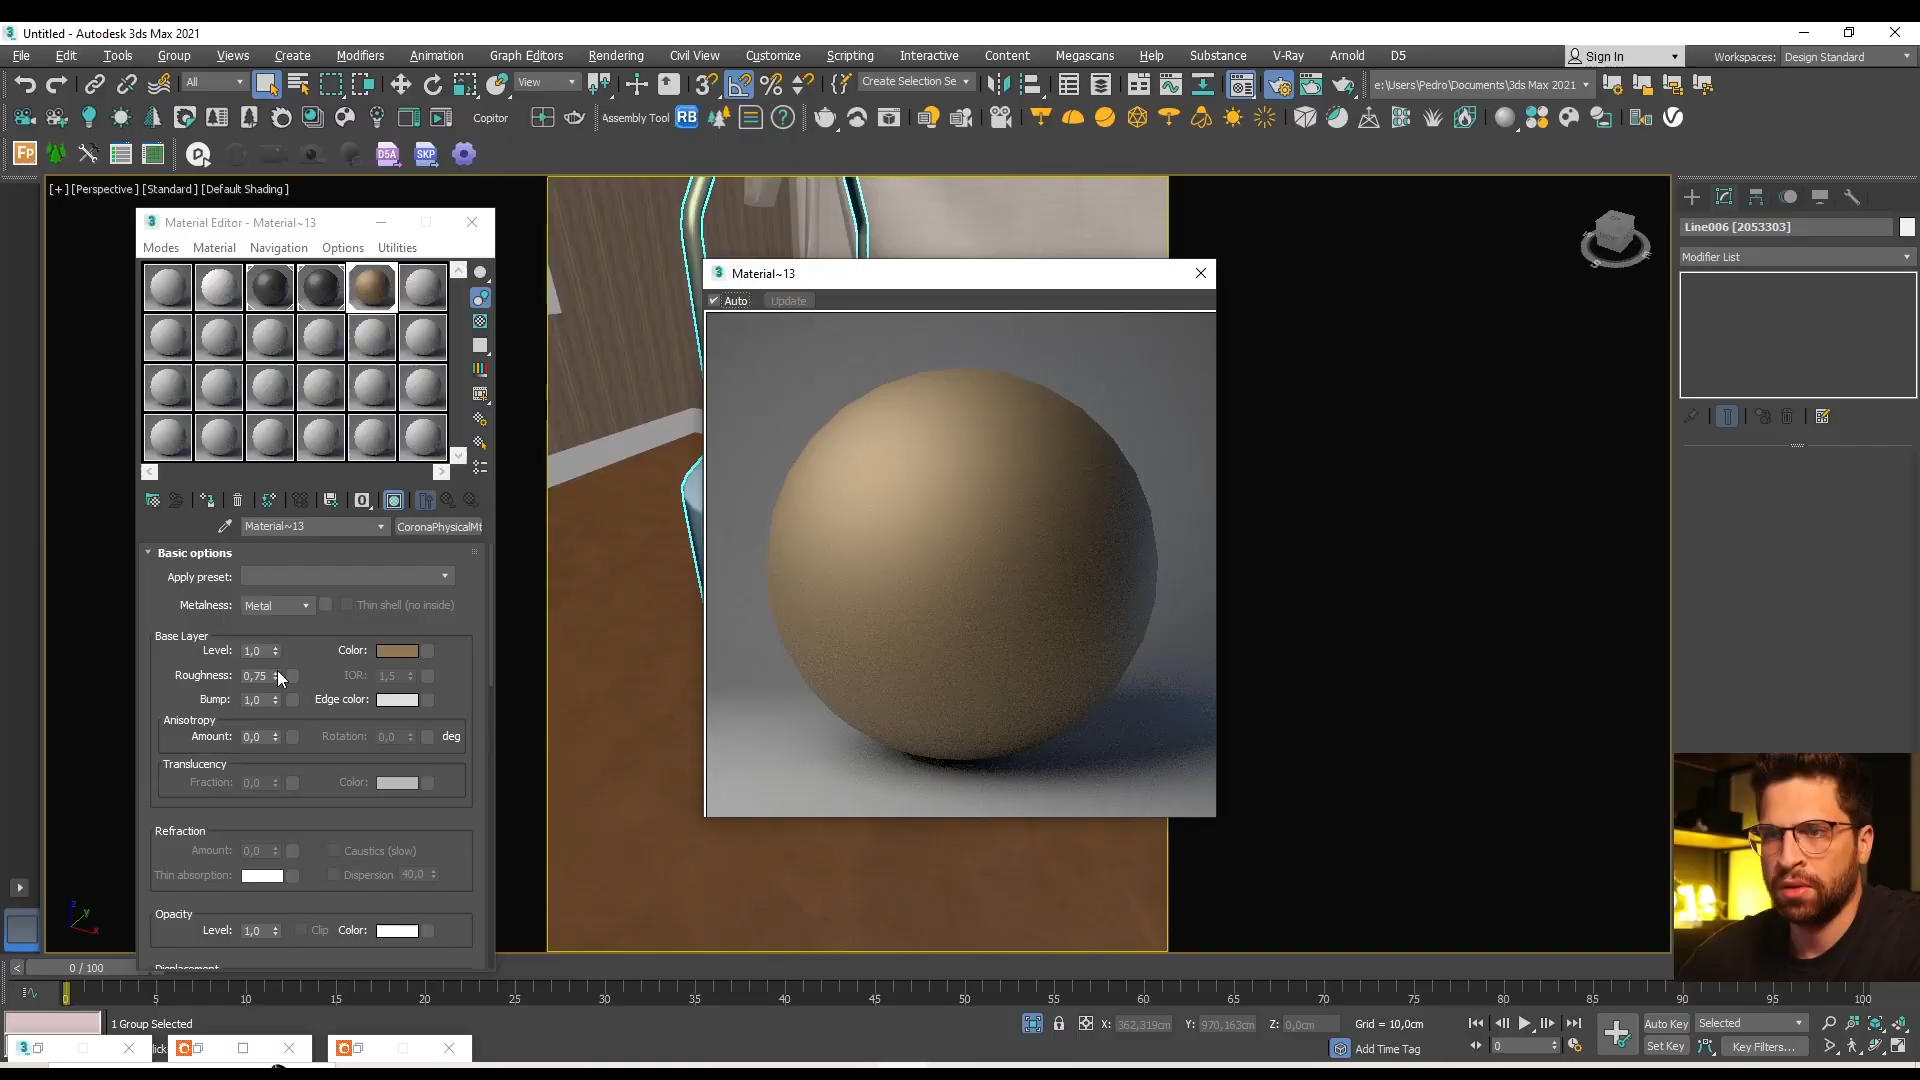 Untitled - Autodesk 3ds Max 2021
File Edit Tools Group Views Create Modifiers Animation Graph Editors Rendering Civil View Customize Scripting Interactive Content Megascans Help Substance V-Ray Arnold D5 Sign In Workspaces: Design Standard
All View Create Selection Se e:\Users\Pedro\Documents\3ds Max 2021
Copitor Assembly Tool RB
Fp D5A SKP
[+] [Perspective] [Standard] [Default Shading]
Material Editor - Material~13
Modes Material Navigation Options Utilities
Material~13
Auto Update
Line006 [2053303]
Modifier List
Material~13 CoronaPhysicalMt
Basic options
Apply preset:
Metalness: Metal Thin shell (no inside)
Base Layer
Level: 1,0 Color:
Roughness: 0,75 IOR: 1,5
Bump: 1,0 Edge color:
Anisotropy
Amount: 0,0 Rotation: 0,0 deg
Translucency
Fraction: 0,0 Color:
Refraction
Amount: 0,0 Caustics (slow)
Thin absorption: Dispersion 40,0
Opacity
Level: 1,0 Clip Color:
Displacement
z
y
x
< 0 / 100
0 5 10 15 20 25 30 35 40 45 50 55 60 65 70 75 80 85 90 95 100
1 Group Selected X: 362,319cm Y: 970,163cm Z: 0,0cm Grid = 10,0cm Auto Key Selected
lick Add Time Tag 0 Set Key Key Filters...